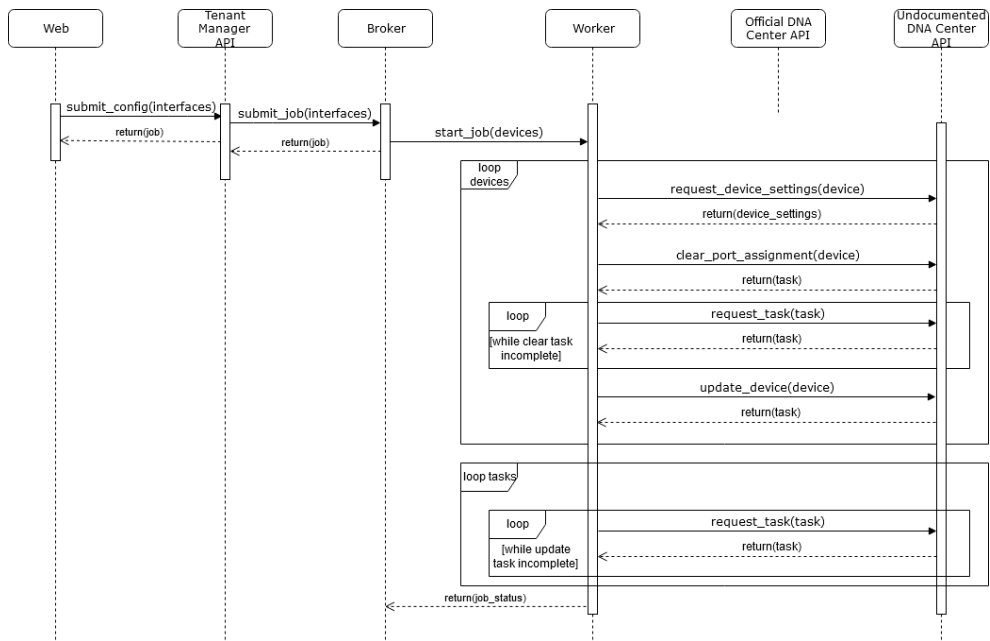 Web
Tenant
Manager
API
Broker
Worker
Official DNA
Center API
Undocumented
DNA Center
API
submit_config(interfaces)
submit_job(interfaces)
return(job)
return(job)
start_job(devices)
loop
devices
request_device_settings(device)
return(device_settings)
clear_port_assignment(device)
return(task)
loop
request_task(task)
[while clear task
incomplete]
return(task)
update_device(device)
return(task)
loop tasks
loop
request_task(task)
[while update
task incomplete]
return(task)
return(job_status)